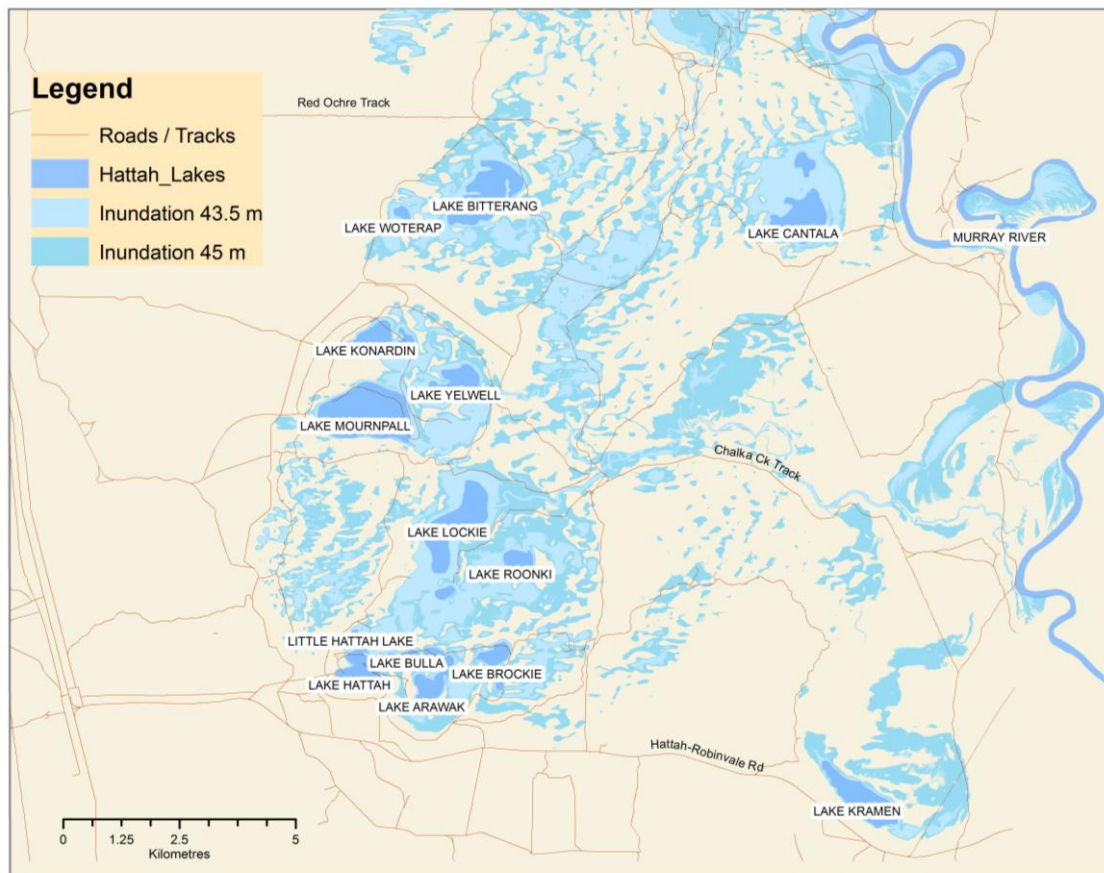 Legend
Roads / Tracks
Hattah_Lakes
Inundation 43.5 m
Inundation 45 m
Red Ochre Track
LAKE BITTERANG
LAKE WOTERAP
LAKE CANTALA
MURRAY RIVER
LAKE KONARDIN
LAKE YELWELL
LAKE MOURNPALL
Chalka Ck Track
LAKE LOCKIE
LAKE ROONKI
LITTLE HATTAH LAKE
LAKE BULLA
LAKE BROCKIE
LAKE HATTAH
LAKE ARAWAK
Hattah-Robinvale Rd
LAKE KRAMEN
0 1.25 2.5 5
Kilometres